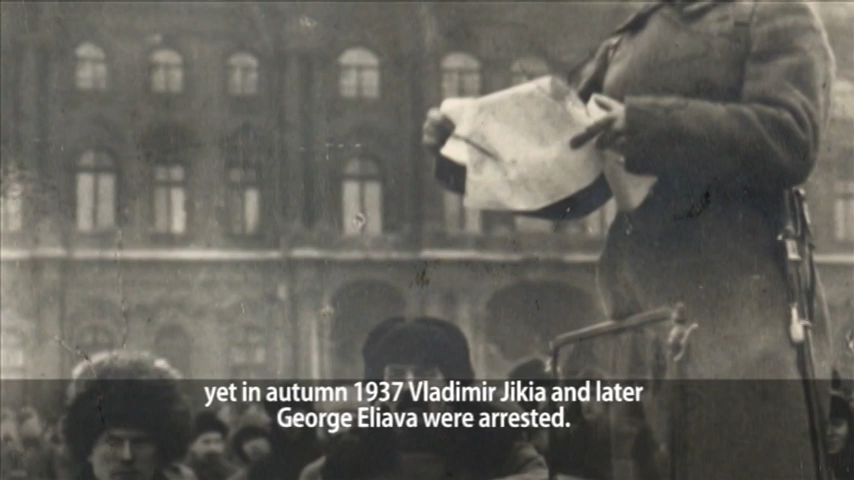 yet in autumn 1937 Vladimir Jikia and later
George Eliava were arrested.